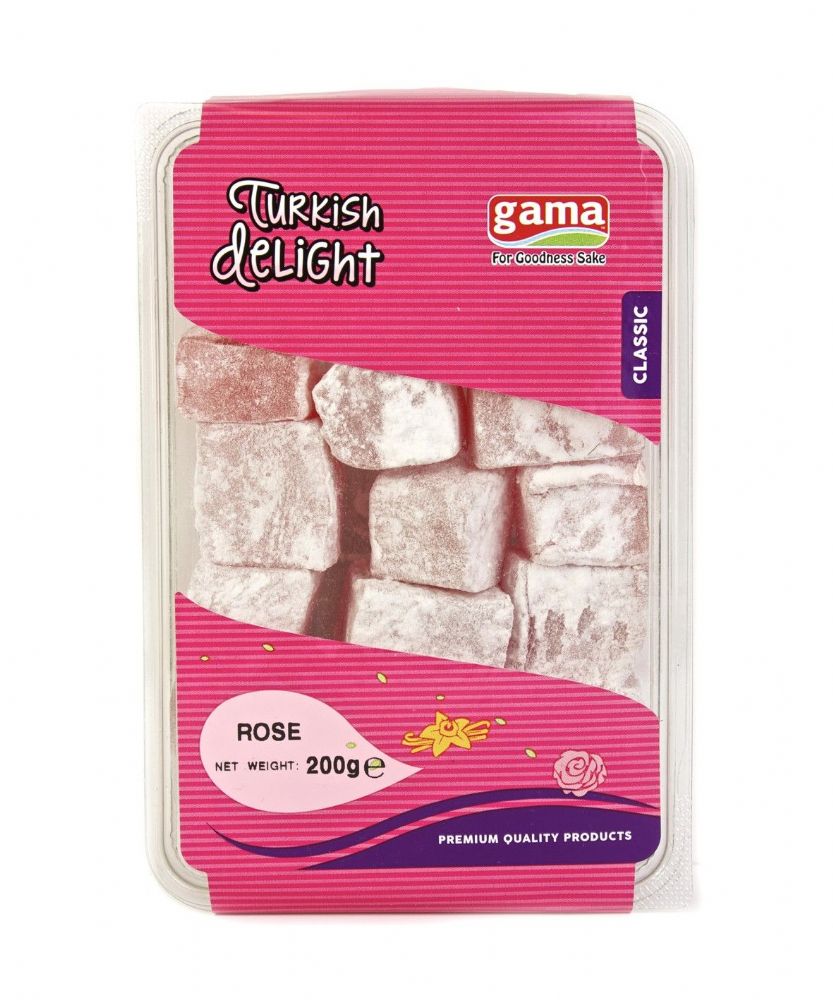 TURKISH
DELIGHT
gama
For Goodness Sake
CLASSIC
ROSE
NET WEIGHT: 200g ℮
PREMIUM QUALITY PRODUCTS